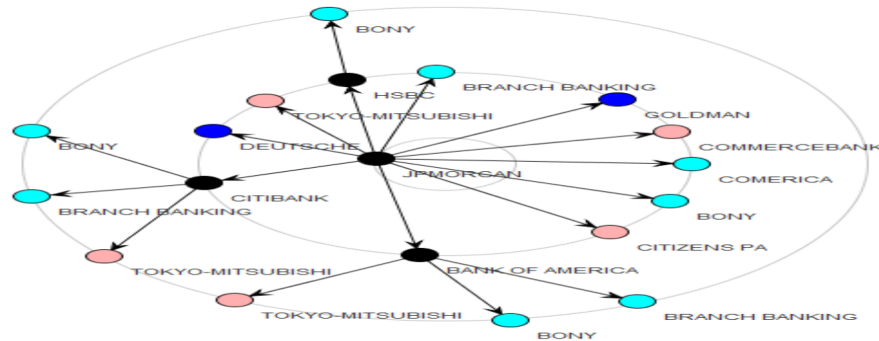 BONY
BRANCH BANKING
HSBC
TOKYO-MITSUBISHI
GOLDMAN
DEUTSCHE
COMMERCEBANK
BONY
JPMORGAN
COMERICA
CITIBANK
BRANCH BANKING
BONY
CITIZENS PA
TOKYO-MITSUBISHI
BANK OF AMERICA
TOKYO-MITSUBISHI
BRANCH BANKING
BONY